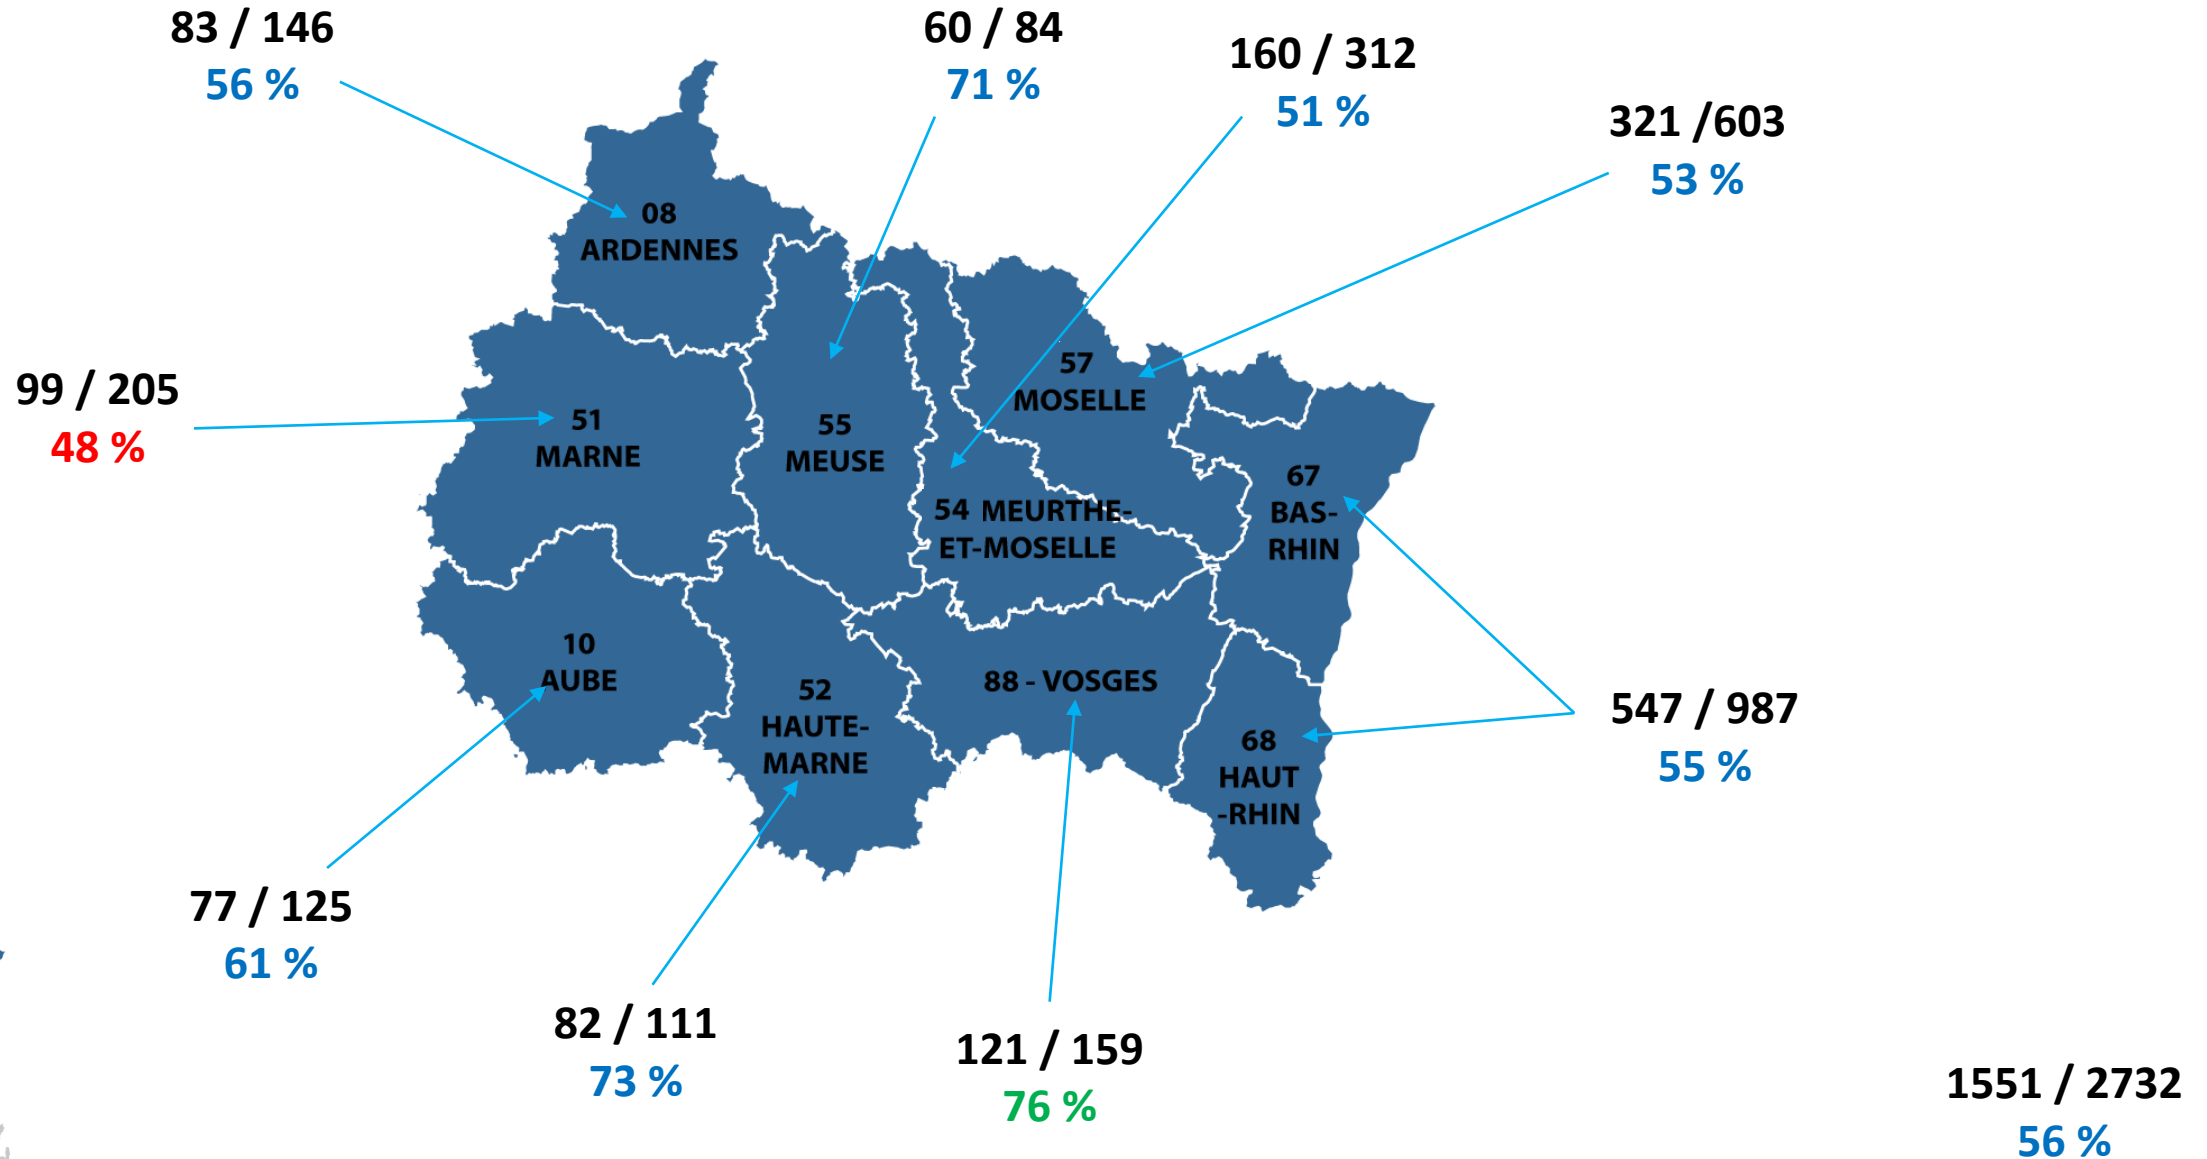 83 / 146
56 %
60 / 84
71 %
160 / 312
51 %
321 /603
53 %
08
ARDENNES
99 / 205
48 %
51
MARNE
55
MEUSE
57
MOSELLE
54 MEURTHE-
ET-MOSELLE
67
BAS-
RHIN
10
AUBE
52
HAUTE-
MARNE
88 - VOSGES
68
HAUT
-RHIN
547 / 987
55 %
77 / 125
61 %
82 / 111
73 %
121 / 159
76 %
1551 / 2732
56 %